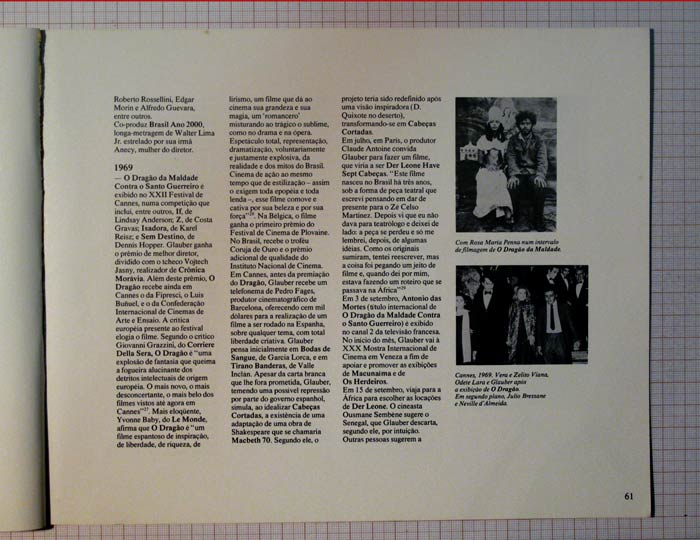 Roberto Rossellini, Edgar
Morin e Alfredo Guevara,
entre outros.
Co-produz Brasil Ano 2000,
longa-metragem de Walter Lima
Jr. estrelado por sua irmã
Anecy, mulher do diretor.
1969
— O Dragão da Maldade
Contra o Santo Guerreiro é
exibido no XXII Festival de
Cannes, numa competição que
inclui, entre outros, If, de
Lindsay Anderson; Z, de Costa
Gravas; Isadora, de Karel
Reisz; e Sem Destino, de
Dennis Hopper. Glauber ganha
o prêmio de melhor diretor,
dividido com o tcheco Vojtech
Jasny, realizador de Crônica
Morávia. Além deste prêmio, O
Dragão recebe ainda em
Cannes o da Fipresci, o Luis
Buñuel, e o da Confederação
Internacional de Cinemas de
Arte e Ensaio. A crítica
européia presente ao festival
elogia o filme. Segundo o crítico
Giovanni Grazzini, do Corriere
Della Sera, O Dragão é "uma
explosão de fantasia que queima
a fogueira alucinante dos
detritos intelectuais de origem
européia. O mais novo, o mais
desconcertante, o mais belo dos
filmes vistos até agora em
Cannes"27. Mais eloqüente,
Yvonne Baby, do Le Monde,
afirma que O Dragão é "um
filme espantoso de inspiração,
de liberdade, de riqueza, de
lirismo, um filme que dá ao
cinema sua grandeza e sua
magia, um 'romancero'
misturando ao trágico o sublime,
como no drama e na ópera.
Espetáculo total, representação,
dramatização, voluntariamente
e justamente explosiva, da
realidade e dos mitos do Brasil.
Cinema de ação ao mesmo
tempo que de estilização – assim
o exigem toda epopéia e toda
lenda –, esse filme comove e
cativa por sua beleza e por sua
força"28. Na Bélgica, o filme
ganha o primeiro prêmio do
Festival de Cinema de Plovaine.
No Brasil, recebe o troféu
Coruja de Ouro e o prêmio
adicional de qualidade do
Instituto Nacional de Cinema.
Em Cannes, antes da premiação
do Dragão, Glauber recebe um
telefonema de Pedro Fages,
produtor cinematográfico de
Barcelona, oferecendo cem mil
dólares para a realização de um
filme a ser rodado na Espanha,
sobre qualquer tema, com total
liberdade criativa. Glauber
pensa inicialmente em Bodas de
Sangue, de Garcia Lorca, e em
Tirano Banderas, de Valle
Inclán. Apesar da carta branca
que lhe fora prometida, Glauber,
temendo uma possível repressão
por parte do governo espanhol,
simula, ao idealizar Cabeças
Cortadas, a existência de uma
adaptação de uma obra de
Shakespeare que se chamaria
Macbeth 70. Segundo ele, o
projeto teria sido redefinido após
uma visão inspiradora (D.
Quixote no deserto),
transformando-se em Cabeças
Cortadas.
Em julho, em Paris, o produtor
Claude Antoine convida
Glauber para fazer um filme,
que viria a ser Der Leone Have
Sept Cabeças. "Este filme
nasceu no Brasil há três anos,
sob a forma de peça teatral que
escrevi pensando em dar de
presente para o Zé Celso
Martinez. Depois vi que eu não
dava para teatrólogo e deixei de
lado; a peça se perdeu e só me
lembrei, depois, de algumas
idéias. Como os originais
sumiram, tentei reescrever, mas
a coisa foi pegando um jeito de
filme e, quando dei por mim,
estava fazendo um roteiro que se
passava na África"29
Em 3 de setembro, Antonio das
Mortes (título internacional de
O Dragão da Maldade Contra
o Santo Guerreiro) é exibido
no canal 2 da televisão francesa.
No início do mês, Glauber vai à
XXX Mostra Internacional de
Cinema em Veneza a fim de
apoiar e promover as exibições
de Macunaíma e de
Os Herdeiros.
Em 15 de setembro, viaja para a
África para escolher as locações
de Der Leone. O cineasta
Ousmane Sembène sugere o
Senegal, que Glauber descarta,
segundo ele, por intuição.
Outras pessoas sugerem a
Com Rosa Maria Penna num intervalo
de filmagem de O Dragão da Maldade.
Cannes, 1969. Vera e Zelito Viana,
Odete Lara e Glauber após
a exibição de O Dragão.
Em segundo plano, Julio Bressane
e Neville d'Almeida.
61